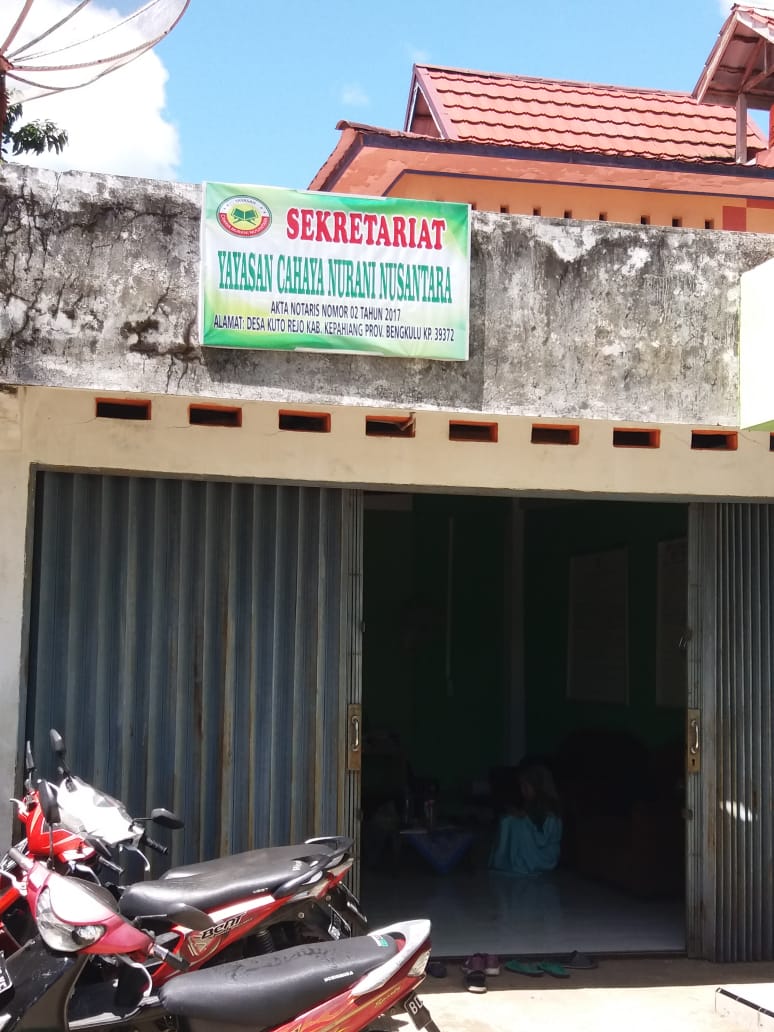 SEKRETARIAT
YAYASAN CAHAYA NURANI NUSANTARA
AKTA NOTARIS NOMOR 02 TAHUN 2017
ALAMAT: DESA KUTO REJO KAB. KEPAHIANG PROV. BENGKULU KP. 39372
BeAT